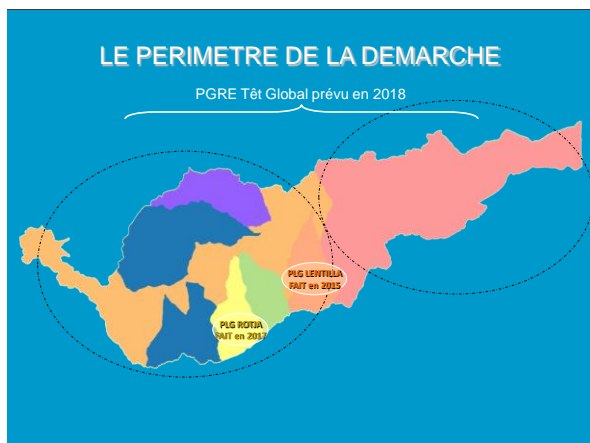 LE PERIMETRE DE LA DEMARCHE
PGRE Têt Global prévu en 2018
PLG LENTILLA
FAIT en 2015
PLG ROTJA
FAIT en 2017